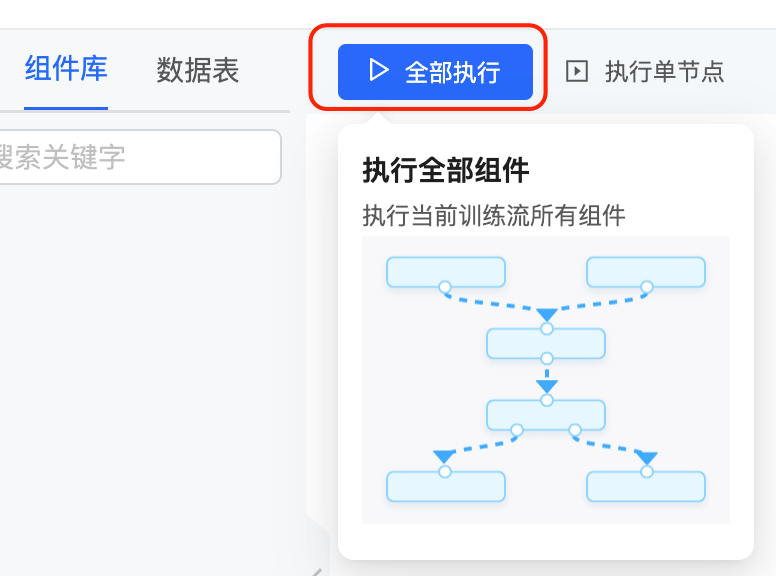 组件库
数据表
全部执行
执行单节点
搜索关键字
执行全部组件
执行当前训练流所有组件